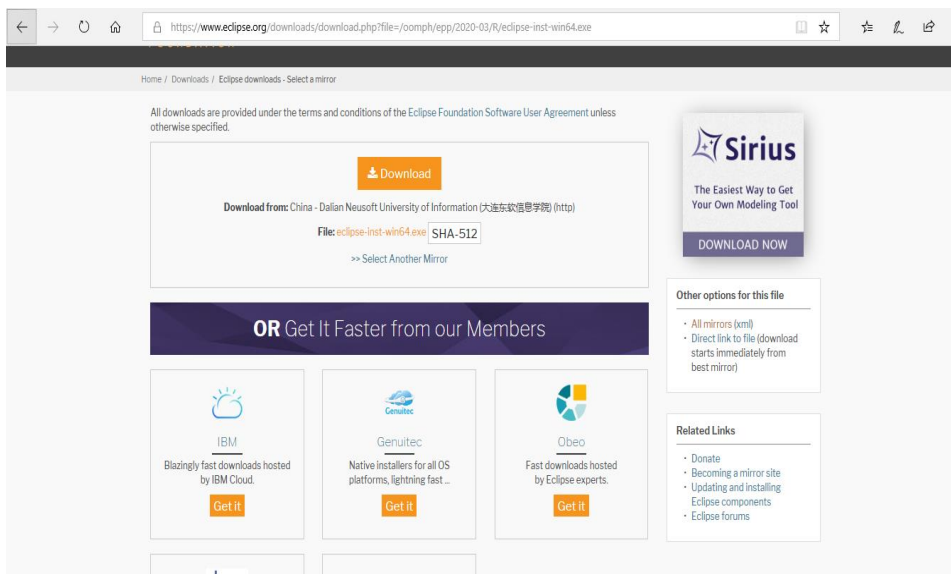 https://www.eclipse.org/downloads/download.php?file=/oomph/epp/2020-03/R/eclipse-inst-win64.exe
Home / Downloads / Eclipse downloads - Select a mirror
All downloads are provided under the terms and conditions of the Eclipse Foundation Software User Agreement unless
otherwise specified.
Download
Download from: China - Dalian Neusoft University of Information (大连东软信息学院) (http)
File: eclipse-inst-win64.exe SHA-512
>> Select Another Mirror
OR Get It Faster from our Members
IBM
Blazingly fast downloads hosted
by IBM Cloud.
Get it
Genuitec
Genuitec
Native installers for all OS
platforms, lightning fast ...
Get it
Obeo
Fast downloads hosted
by Eclipse experts.
Get it
Sirius
The Easiest Way to Get
Your Own Modeling Tool
DOWNLOAD NOW
Other options for this file
All mirrors (xml)
Direct link to file (download
starts immediately from
best mirror)
Related Links
Donate
Becoming a mirror site
Updating and installing
Eclipse components
Eclipse forums